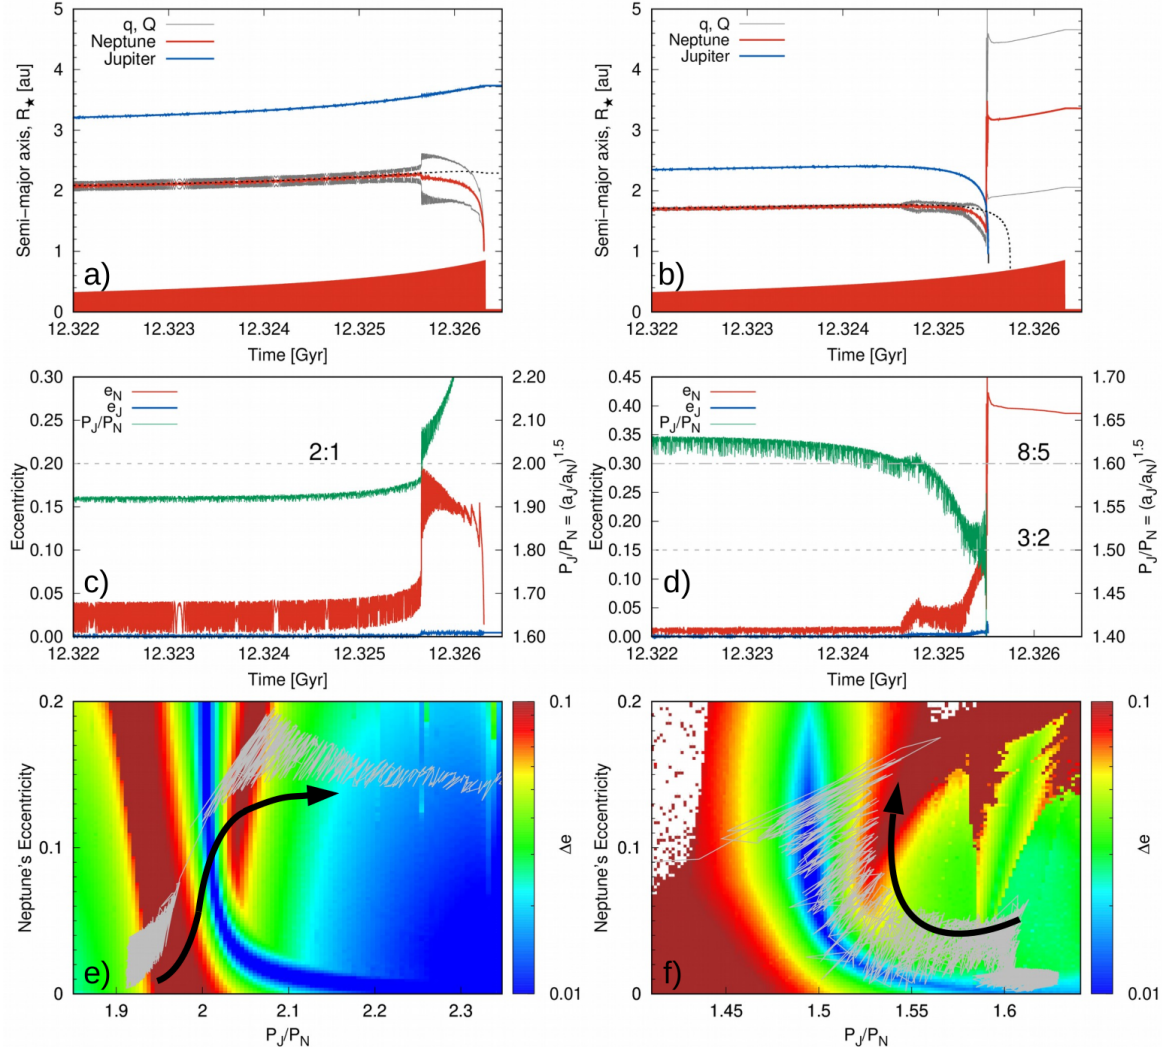 q, Q
Neptune
Jupiter
5
4
3
2
1
0
Semi-major axis, R★ [au]
a)
12.322
12.323
12.324
12.325
12.326
Time [Gyr]
q, Q
Neptune
Jupiter
5
4
3
2
1
0
Semi-major axis, R★ [au]
b)
12.322
12.323
12.324
12.325
12.326
Time [Gyr]
e_N
e_J
P_J/P_N
0.30
0.25
0.20
0.15
0.10
0.05
0.00
Eccentricity
2:1
c)
2.20
2.10
2.00
1.90
1.80
1.70
1.60
P_J/P_N = (a_J/a_N)^1.5
12.322
12.323
12.324
12.325
12.326
Time [Gyr]
e_N
e_J
P_J/P_N
0.45
0.40
0.35
0.30
0.25
0.20
0.15
0.10
0.05
0.00
Eccentricity
8:5
3:2
d)
1.70
1.65
1.60
1.55
1.50
1.45
1.40
P_J/P_N = (a_J/a_N)^1.5
12.322
12.323
12.324
12.325
12.326
Time [Gyr]
0.2
0.1
0
Neptune's Eccentricity
e)
1.9
2
2.1
2.2
2.3
P_J/P_N
0.1
0.01
Δe
0.2
0.1
0
Neptune's Eccentricity
f)
1.45
1.5
1.55
1.6
P_J/P_N
0.1
0.01
Δe